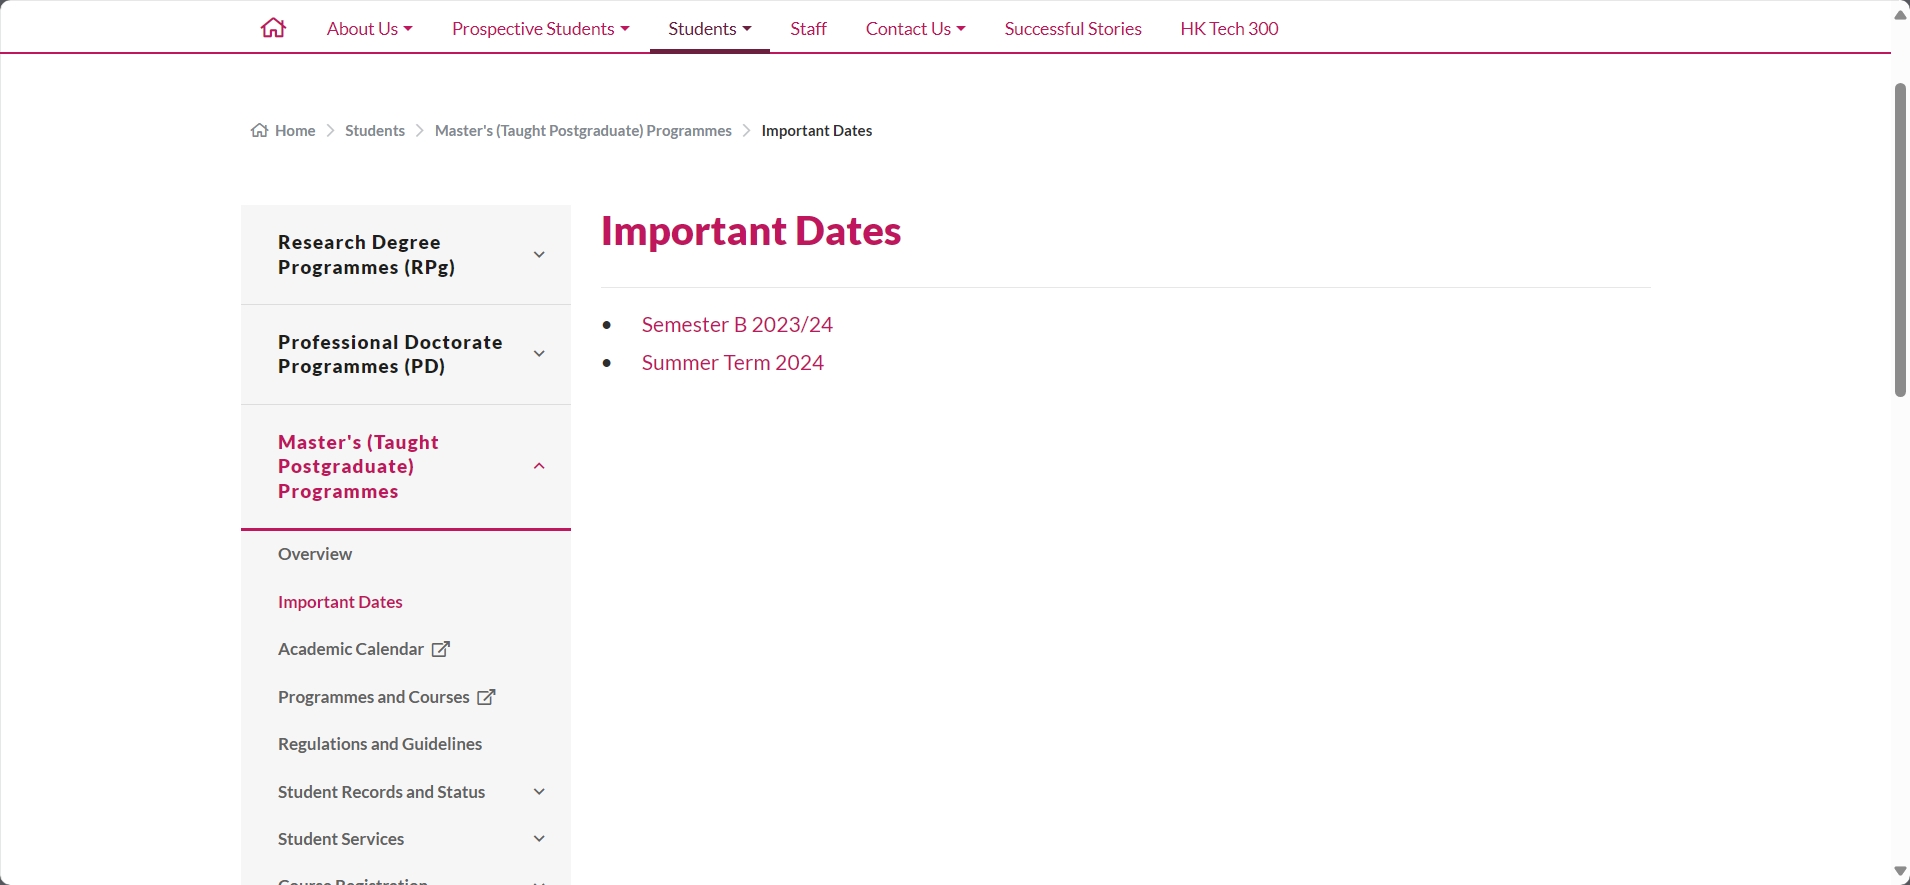 About Us
Prospective Students
Students
Staff
Contact Us
Successful Stories
HK Tech 300
Home
Students
Master's (Taught Postgraduate) Programmes
Important Dates
Research Degree
Programmes (RPg)
Professional Doctorate
Programmes (PD)
Master's (Taught
Postgraduate)
Programmes
Overview
Important Dates
Academic Calendar
Programmes and Courses
Regulations and Guidelines
Student Records and Status
Student Services
Course Registration
Important Dates
Semester B 2023/24
Summer Term 2024